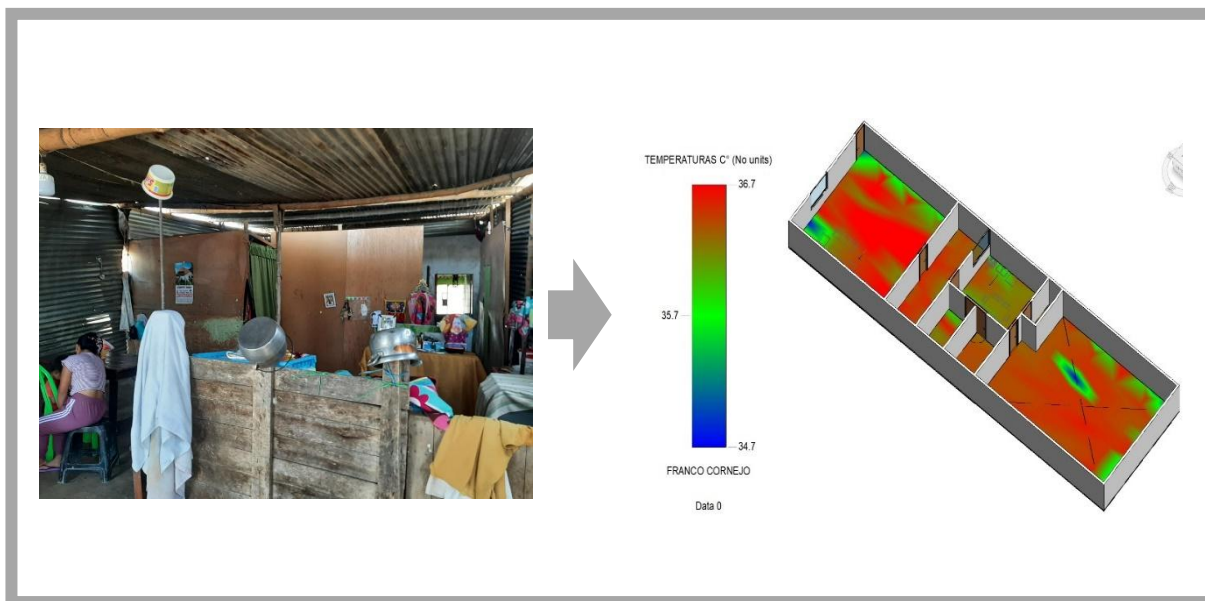 TEMPERATURAS C° (No units)
36.7
35.7
34.7
FRANCO CORNEJO
Data 0